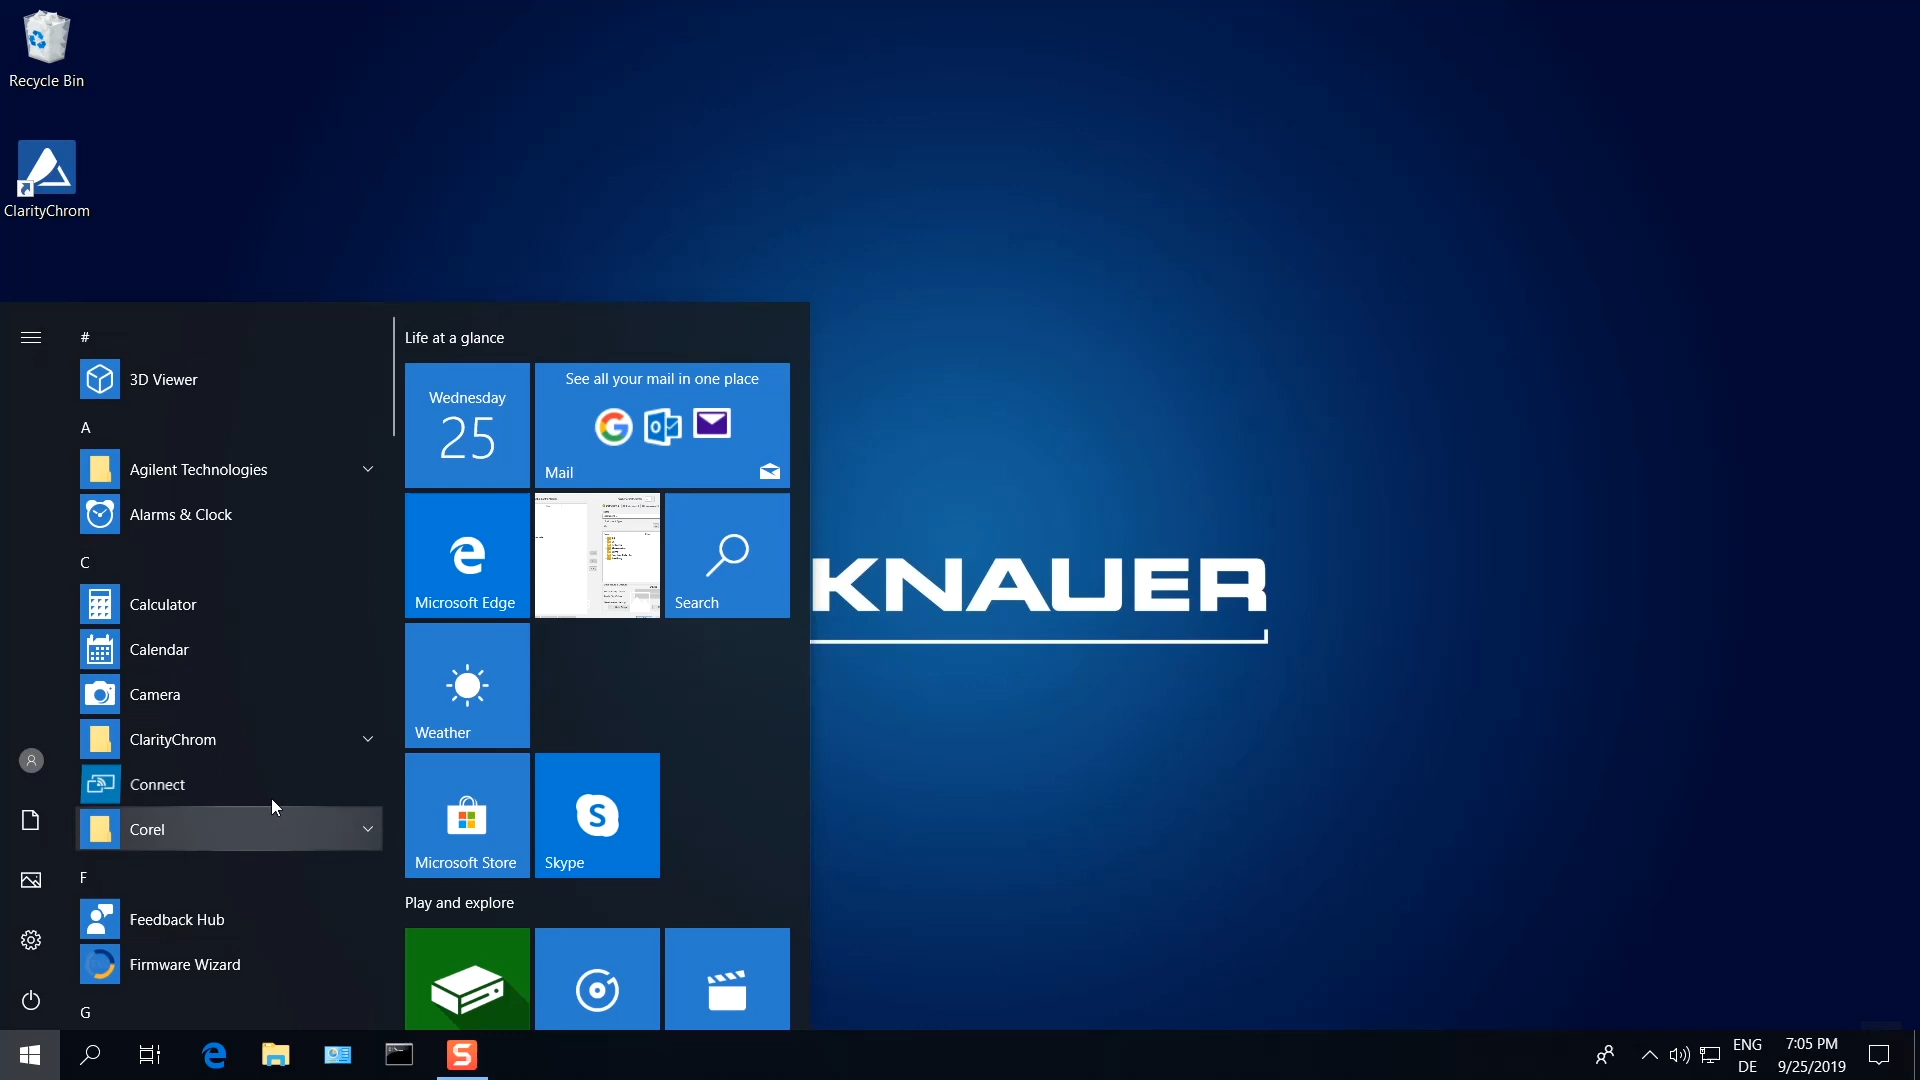 Recycle Bin
ClarityChrom
#
3D Viewer
A
Agilent Technologies
Alarms & Clock
C
Calculator
Calendar
Camera
ClarityChrom
Connect
Corel
F
Feedback Hub
Firmware Wizard
G
Life at a glance
Wednesday
25
See all your mail in one place
Mail
Microsoft Edge
Search
Weather
Microsoft Store
Skype
Play and explore
KNAUER
ENG
DE
7:05 PM
9/25/2019